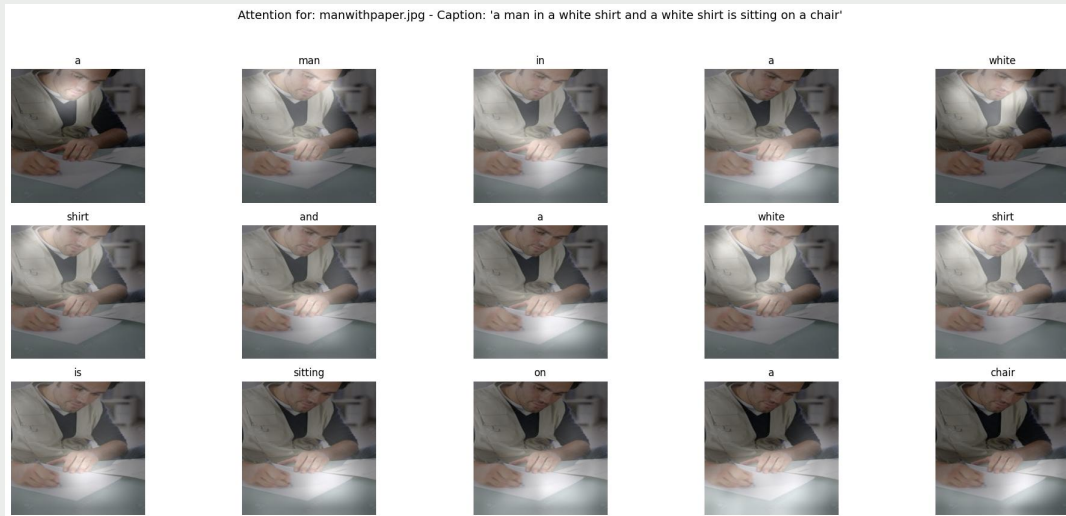 Attention for: manwithpaper.jpg - Caption: 'a man in a white shirt and a white shirt is sitting on a chair'
a man in a white
shirt and a white shirt
is sitting on a chair